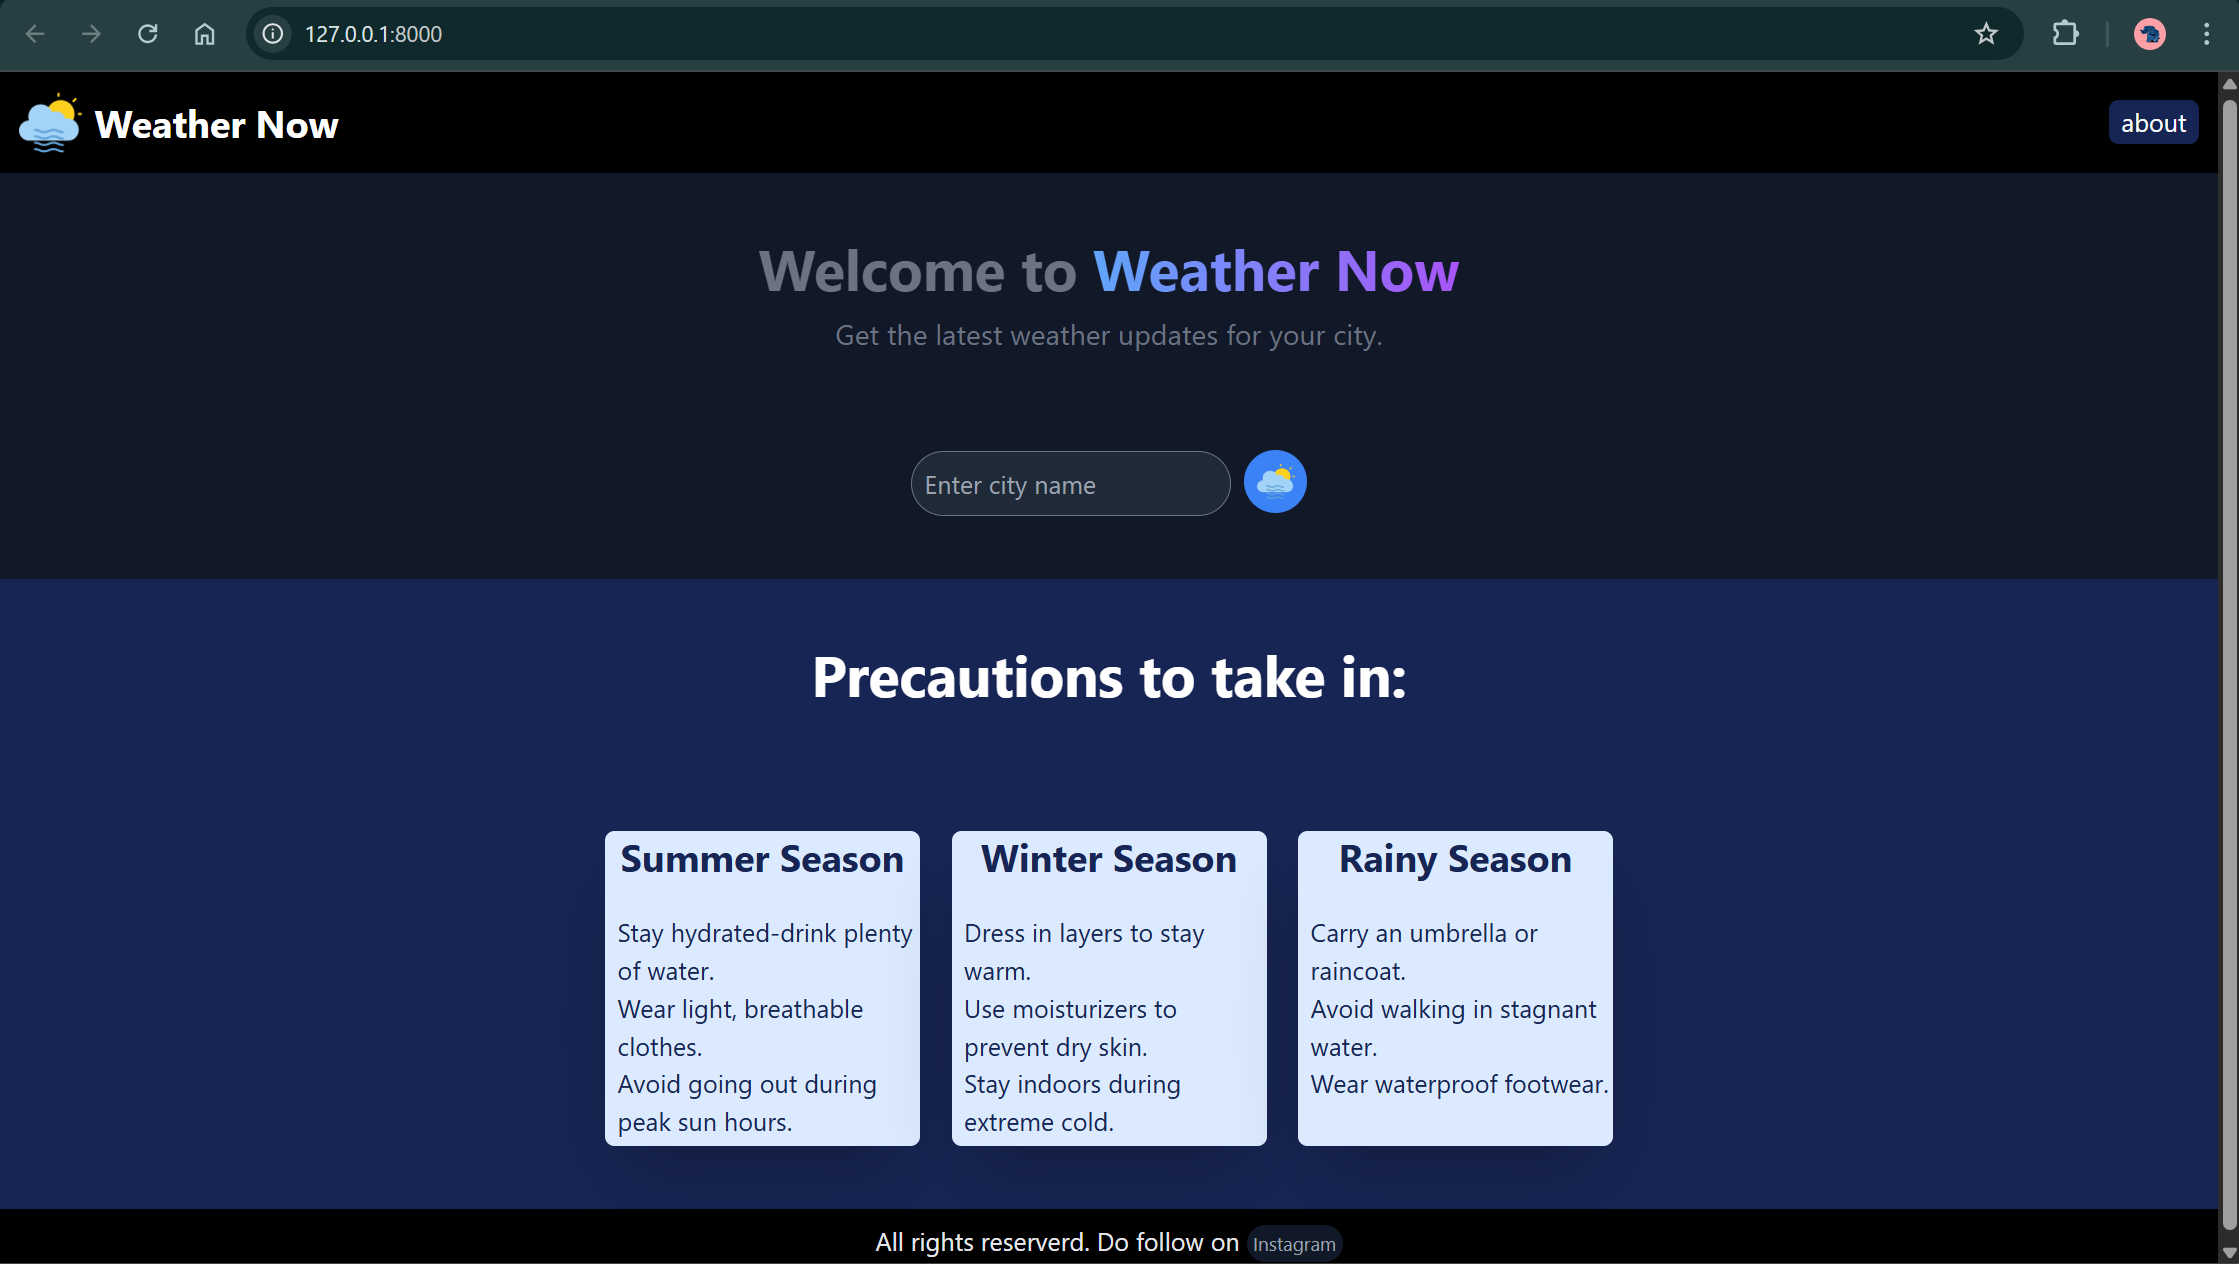 127.0.0.1:8000
Weather Now
about
Welcome to Weather Now
Get the latest weather updates for your city.
Enter city name
Precautions to take in:
Summer Season
Stay hydrated-drink plenty
of water.
Wear light, breathable
clothes.
Avoid going out during
peak sun hours.
Winter Season
Dress in layers to stay
warm.
Use moisturizers to
prevent dry skin.
Stay indoors during
extreme cold.
Rainy Season
Carry an umbrella or
raincoat.
Avoid walking in stagnant
water.
Wear waterproof footwear.
All rights reserverd. Do follow on Instagram